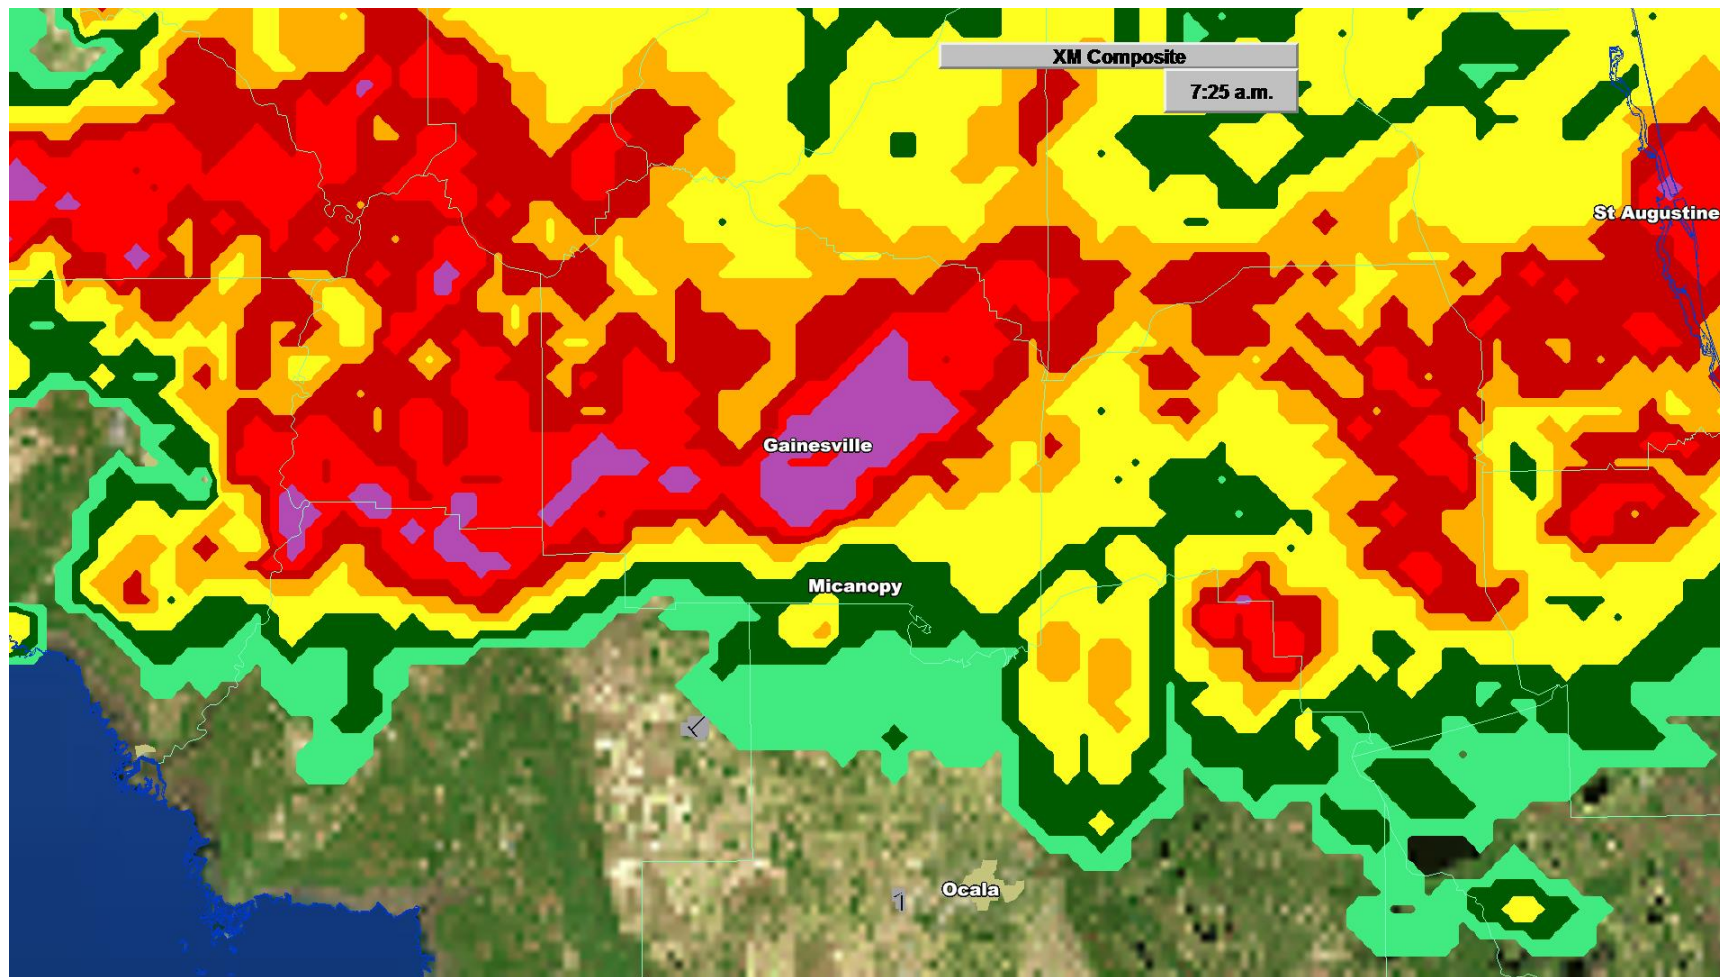 XM Composite
7:25 a.m.
St Augustine
Gainesville
Micanopy
Ocala